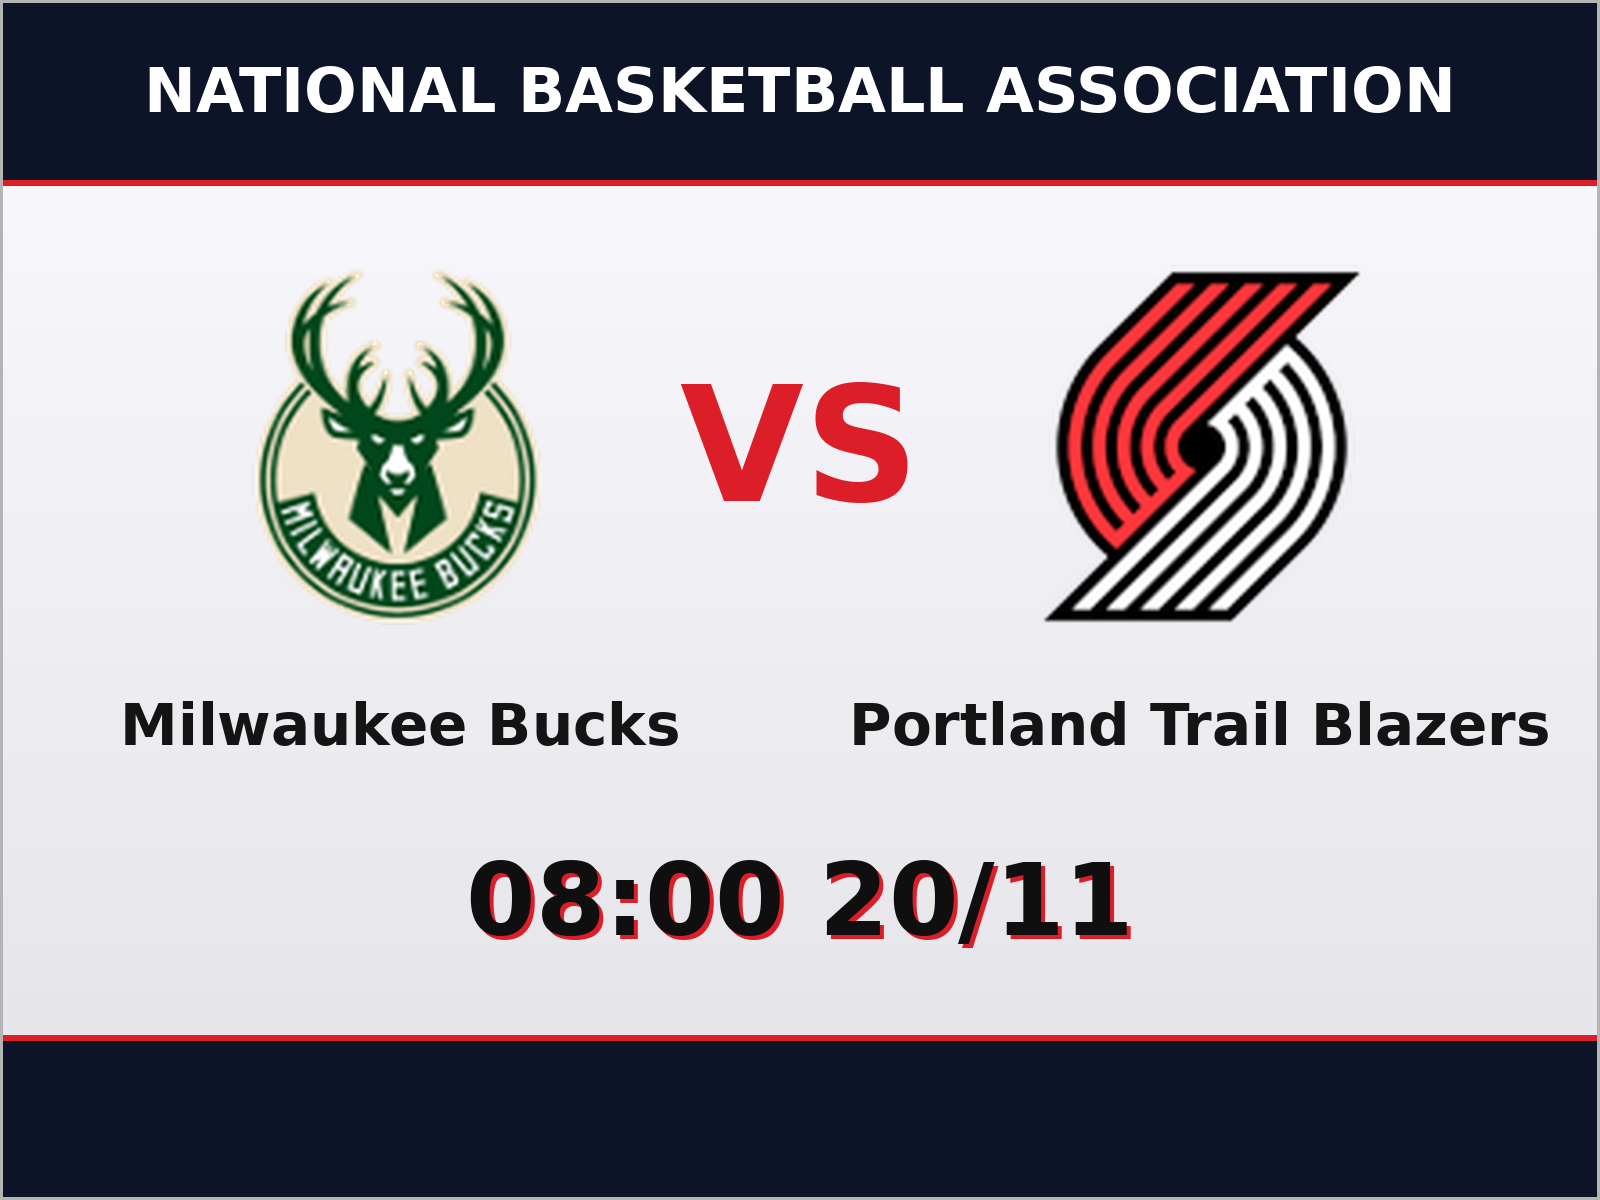 NATIONAL BASKETBALL ASSOCIATION
VS
MILWAUKEE BUCKS
Milwaukee Bucks
Portland Trail Blazers
08:00 20/11